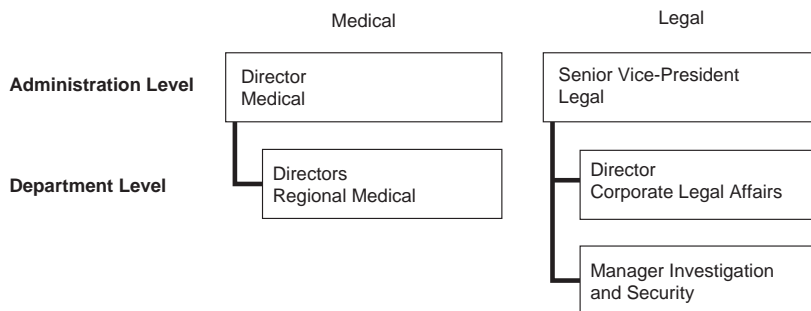 Medical
Legal
Administration Level
Director
Medical
Senior Vice-President
Legal
Department Level
Directors
Regional Medical
Director
Corporate Legal Affairs
Manager Investigation
and Security